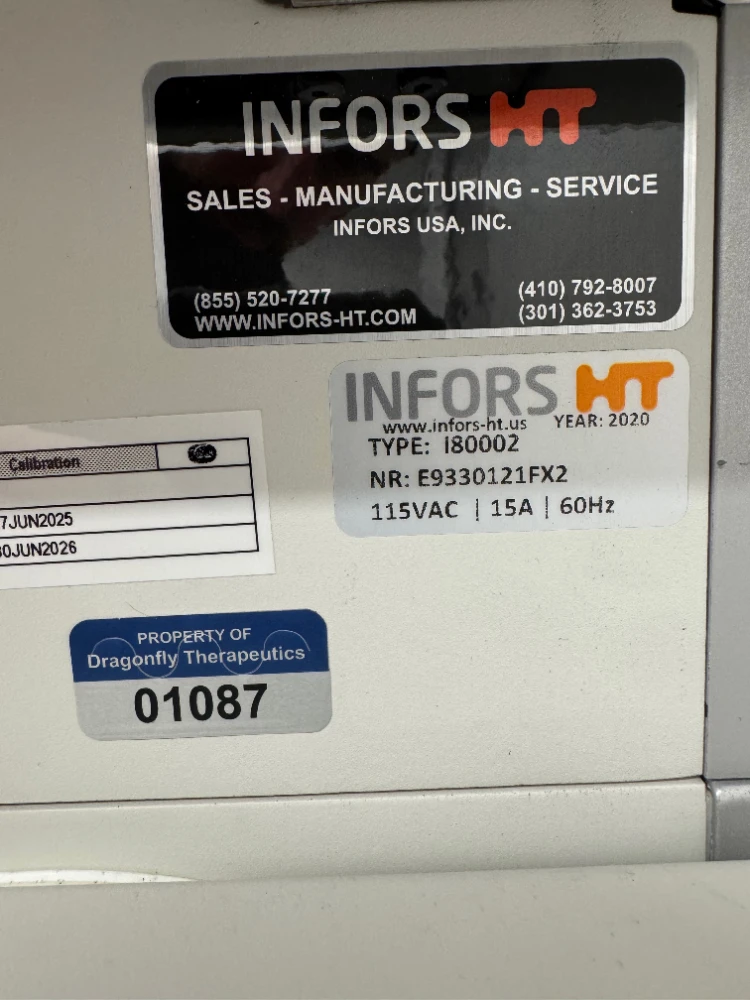 INFORS HT
SALES - MANUFACTURING - SERVICE
INFORS USA, INC.
(855) 520-7277
WWW.INFORS-HT.COM
(410) 792-8007
(301) 362-3753
INFORS HT
www.infors-ht.us YEAR: 2020
TYPE: I80002
NR: E9330121FX2
115VAC | 15A | 60Hz
Calibration
7JUN2025
0JUN2026
PROPERTY OF
Dragonfly Therapeutics
01087